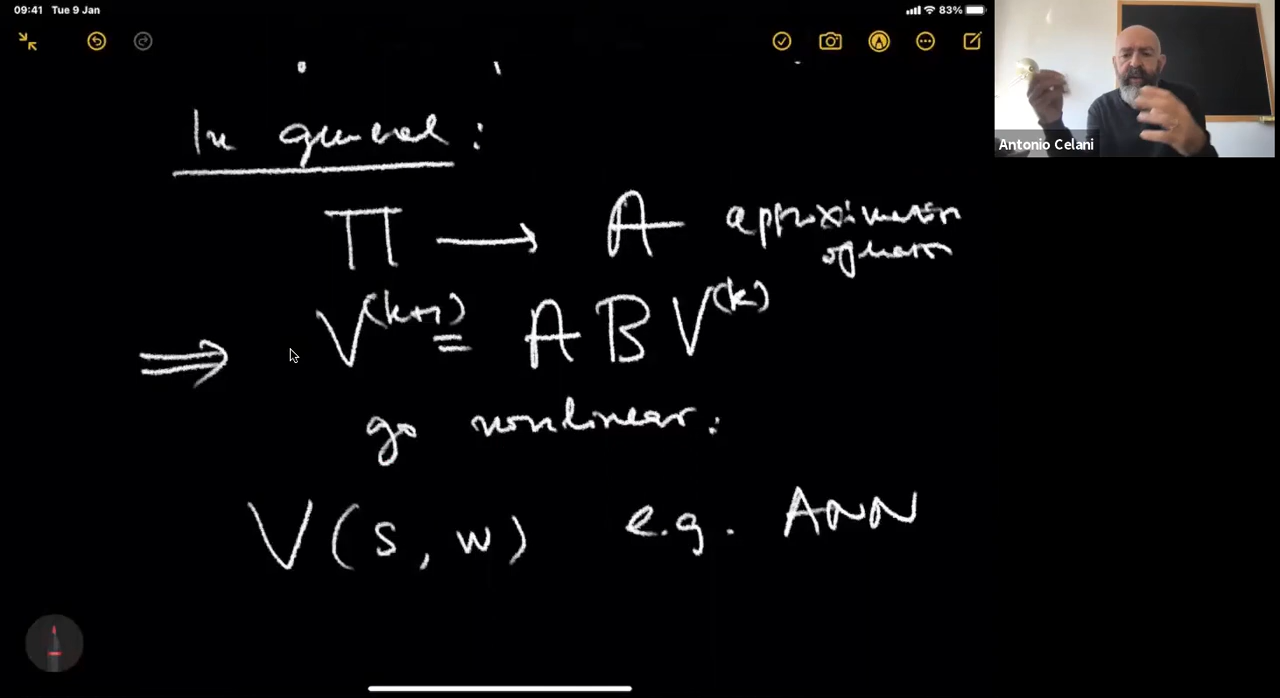 09:41 Tue 9 Jan
83%
Antonio Celani
In general:
Π → A approximation
operator
⇒ V^(k+1) = A B V^(k)
go nonlinear:
V(s, w) e.g. ANN